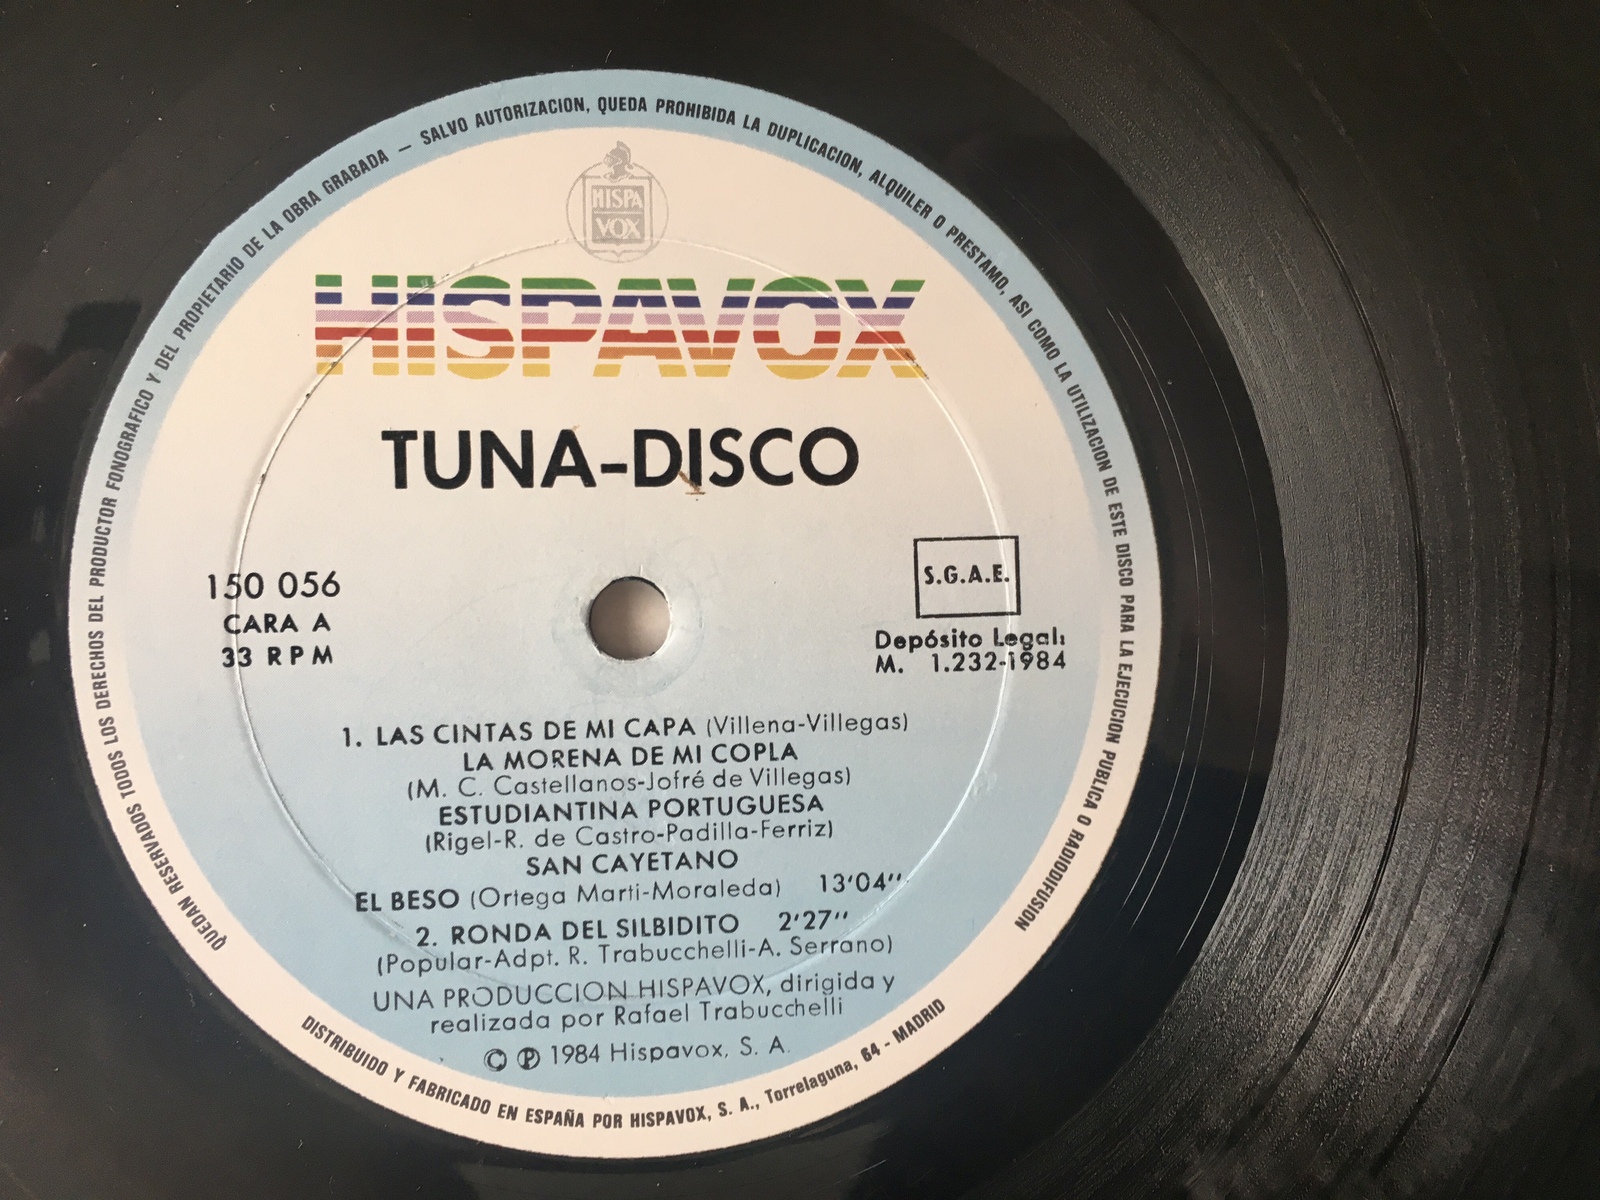 QUEDAN RESERVADOS TODOS LOS DERECHOS DEL PRODUCTOR FONOGRAFICO Y DEL PROPIETARIO DE LA OBRA GRABADA — SALVO AUTORIZACION, QUEDA PROHIBIDA LA DUPLICACION, ALQUILER O PRESTAMO, ASI COMO LA UTILIZACION DE ESTE DISCO PARA LA EJECUCION PUBLICA O RADIODIFUSION
HISPA
VOX
HISPAVOX
TUNA-DISCO
150 056
CARA A
33 RPM
S.G.A.E.
Depósito Legal:
M. 1.232-1984
1. LAS CINTAS DE MI CAPA (Villena-Villegas)
LA MORENA DE MI COPLA
(M. C. Castellanos-Jofré de Villegas)
ESTUDIANTINA PORTUGUESA
(Rigel-R. de Castro-Padilla-Ferriz)
SAN CAYETANO
EL BESO (Ortega Marti-Moraleda) 13'04''
2. RONDA DEL SILBIDITO 2'27''
(Popular-Adpt. R. Trabucchelli-A. Serrano)
UNA PRODUCCION HISPAVOX, dirigida y
realizada por Rafael Trabucchelli
© ℗ 1984 Hispavox, S. A.
DISTRIBUIDO Y FABRICADO EN ESPAÑA POR HISPAVOX, S. A., Torrelaguna, 64 - MADRID